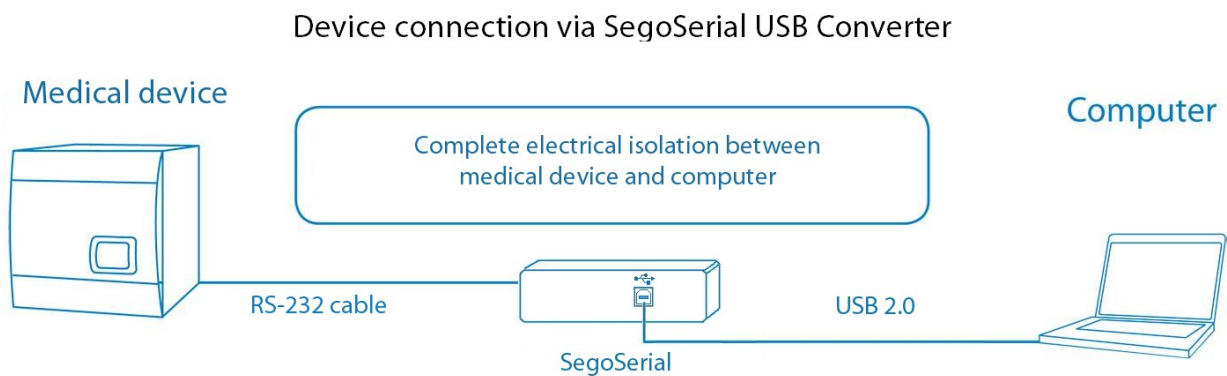 Device connection via SegoSerial USB Converter
Medical device
Computer
Complete electrical isolation between
medical device and computer
RS-232 cable
USB 2.0
SegoSerial